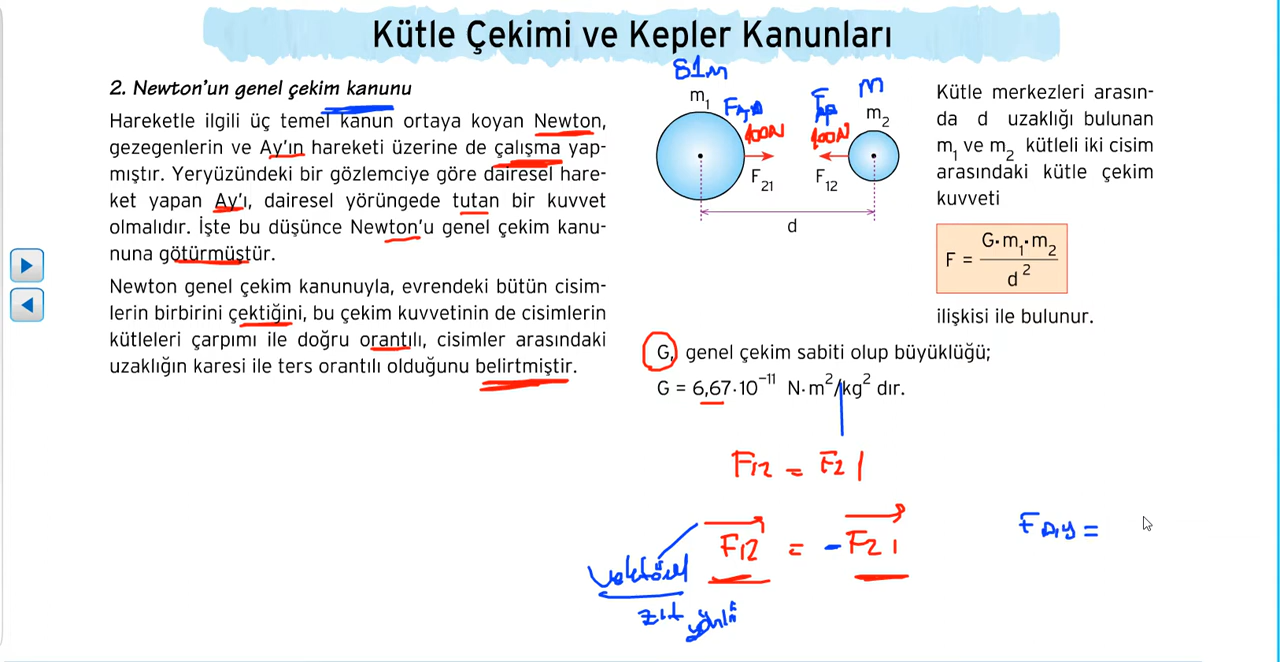 Kütle Çekimi ve Kepler Kanunları
2. Newton'un genel çekim kanunu
Hareketle ilgili üç temel kanun ortaya koyan Newton,
gezegenlerin ve Ay'ın hareketi üzerine de çalışma yap-
mıştır. Yeryüzündeki bir gözlemciye göre dairesel hare-
ket yapan Ay'ı, dairesel yörüngede tutan bir kuvvet
olmalıdır. İşte bu düşünce Newton'u genel çekim kanu-
nuna götürmüştür.
Newton genel çekim kanunuyla, evrendeki bütün cisim-
lerin birbirini çektiğini, bu çekim kuvvetinin de cisimlerin
kütleleri çarpımı ile doğru orantılı, cisimler arasındaki
uzaklığın karesi ile ters orantılı olduğunu belirtmiştir.
81m
m
m₁
m₂
100N
100N
F₂₁
F₁₂
d
Kütle merkezleri arasın-
da d uzaklığı bulunan
m₁ ve m₂ kütleli iki cisim
arasındaki kütle çekim
kuvveti
F = G·m₁·m₂ / d²
ilişkisi ile bulunur.
G, genel çekim sabiti olup büyüklüğü;
G = 6,67·10⁻¹¹ N·m²/kg² dır.
F12 = F21
F12 = -F21
Vektörel
zıt yönlü
F A,y =